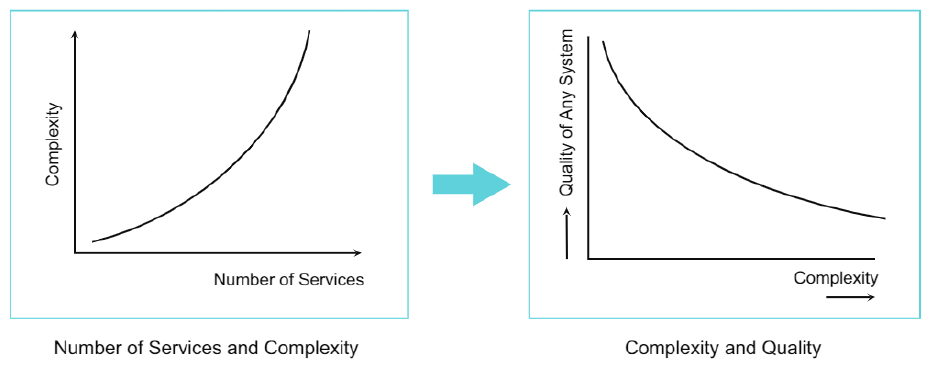 Complexity
Number of Services
Number of Services and Complexity
Quality of Any System
Complexity
Complexity and Quality